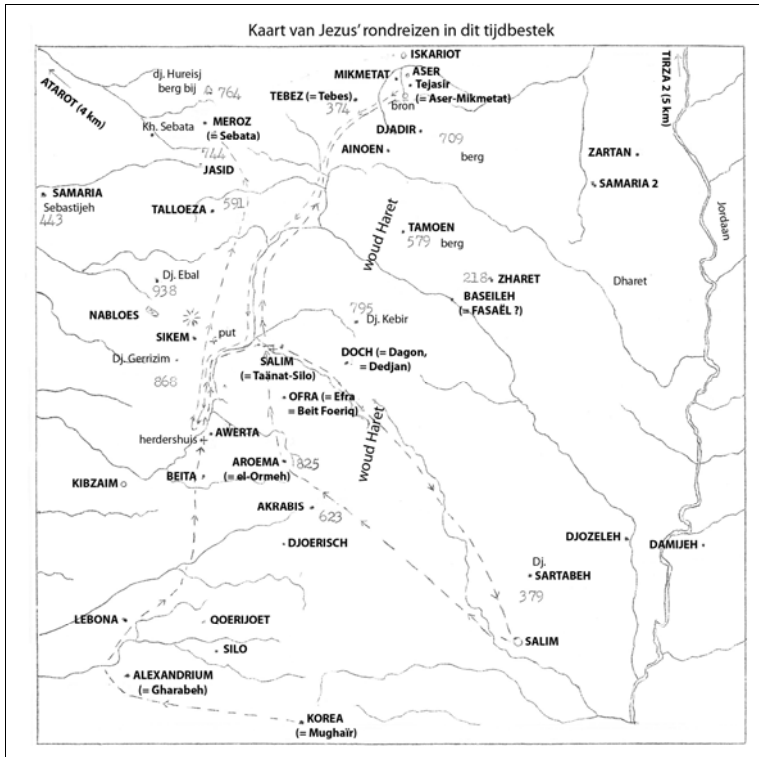 Kaart van Jezus' rondreizen in dit tijdbestek
ISKARIOT
TIRZA 2 (5 km)
ATAROT (4 km)
dj. Hureisj
berg bij
764
MIKMETAT
ASER
Tejasir
(= Aser-Mikmetat)
TEBEZ (= Tebes)
374
bron
MEROZ
(= Sebata)
Kh. Sebata
DJADIR
709
berg
AINOEN
744
JASID
ZARTAN
SAMARIA
Sebastijeh
443
SAMARIA 2
TALLOEZA
591
Jordaan
woud Haret
TAMOEN
579 berg
Dj. Ebal
938
218
ZHARET
Dharet
BASEILEH
(= FASAËL ?)
NABLOES
795
Dj. Kebir
put
SIKEM
Dj. Gerrizim
868
SALIM
(= Taänat-Silo)
DOCH (= Dagon,
= Dedjan)
OFRA (= Efra
= Beit Foeriq)
woud Haret
AWERTA
herdershuis
AROEMA
(= el-Ormeh)
825
BEITA
KIBZAIM
AKRABIS
623
DJOERISCH
DJOZELEH
DAMIJEH
Dj.
SARTABEH
379
LEBONA
QOERIJOET
SALIM
SILO
ALEXANDRIUM
(= Gharabeh)
KOREA
(= Mughaïr)